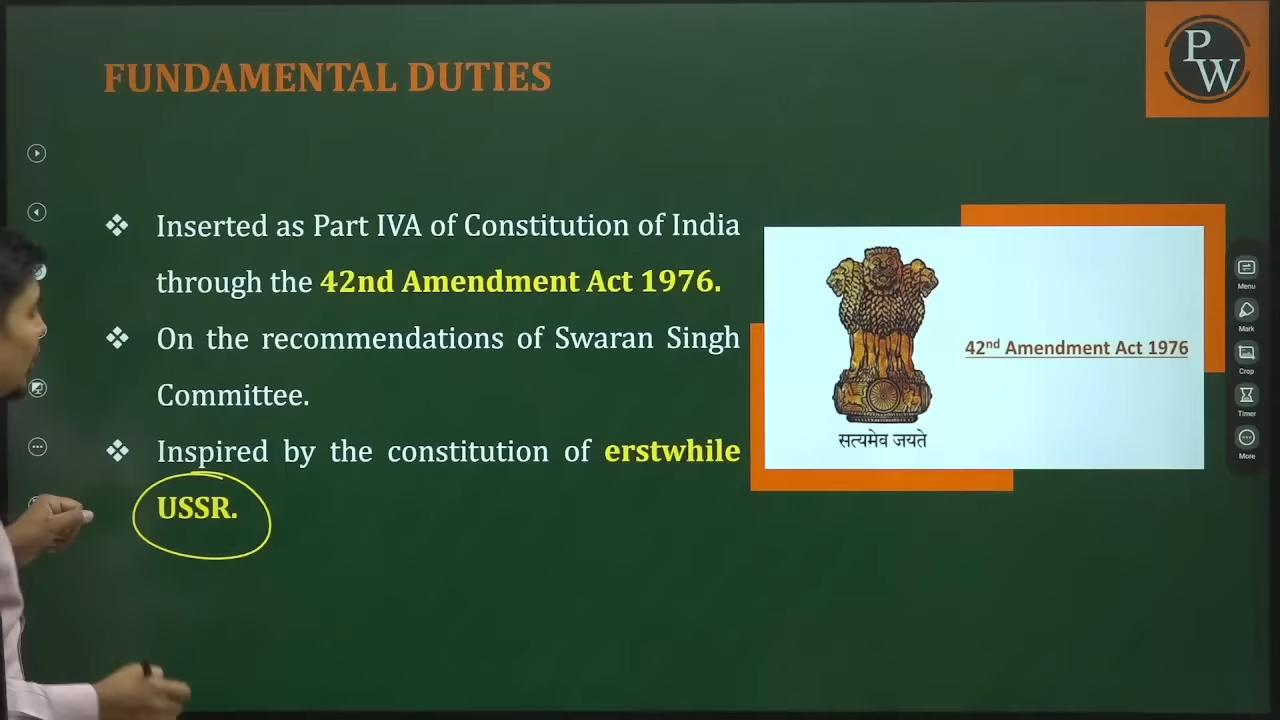 FUNDAMENTAL DUTIES
P
W
❖ Inserted as Part IVA of Constitution of India
through the 42nd Amendment Act 1976.
❖ On the recommendations of Swaran Singh
Committee.
❖ Inspired by the constitution of erstwhile
USSR.
42nd Amendment Act 1976
सत्यमेव जयते
Menu
Mark
Crop
Timer
More